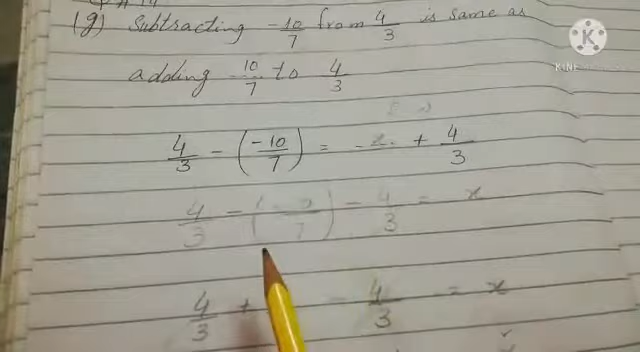 (g) Subtracting -10/7 from 4/3 is same as
adding 10/7 to 4/3
4/3 - (-10/7) = x + 4/3
4/3 - ( 7) - 4/3 = x
4/3 + - 4/3 = x